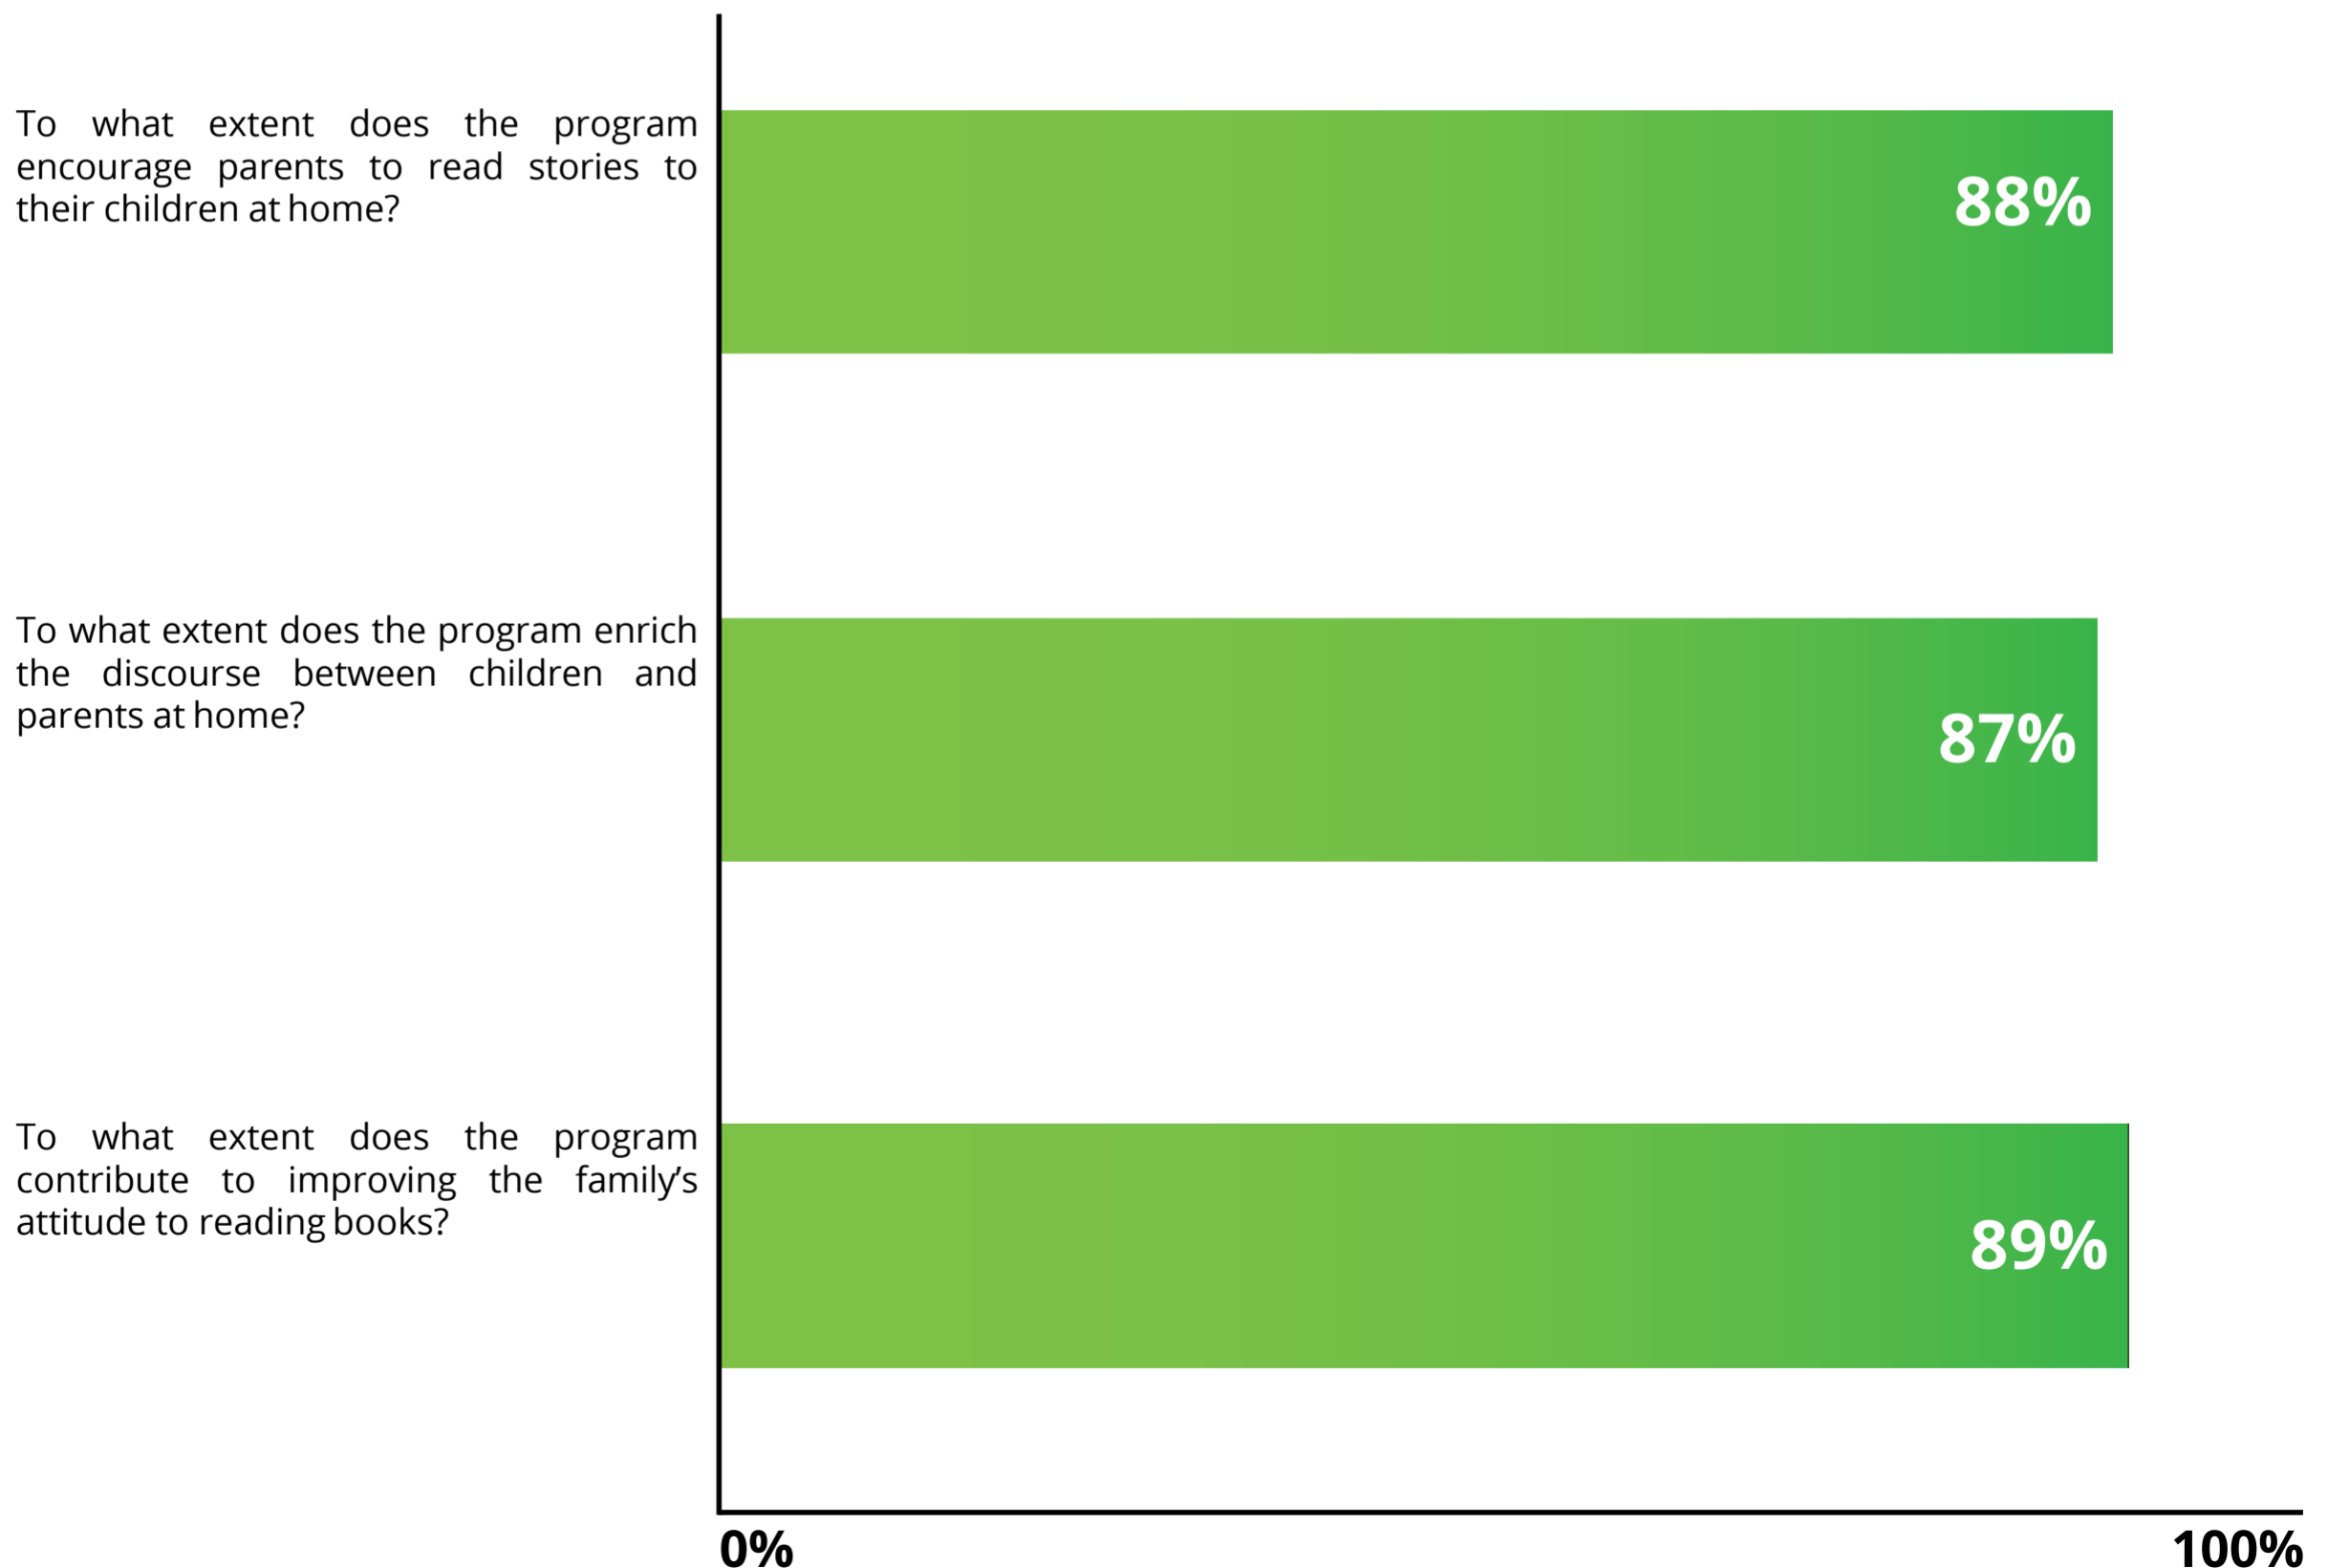 To what extent does the program
encourage parents to read stories to
their children at home?
88%
To what extent does the program enrich
the discourse between children and
parents at home?
87%
To what extent does the program
contribute to improving the family’s
attitude to reading books?
89%
0%
100%